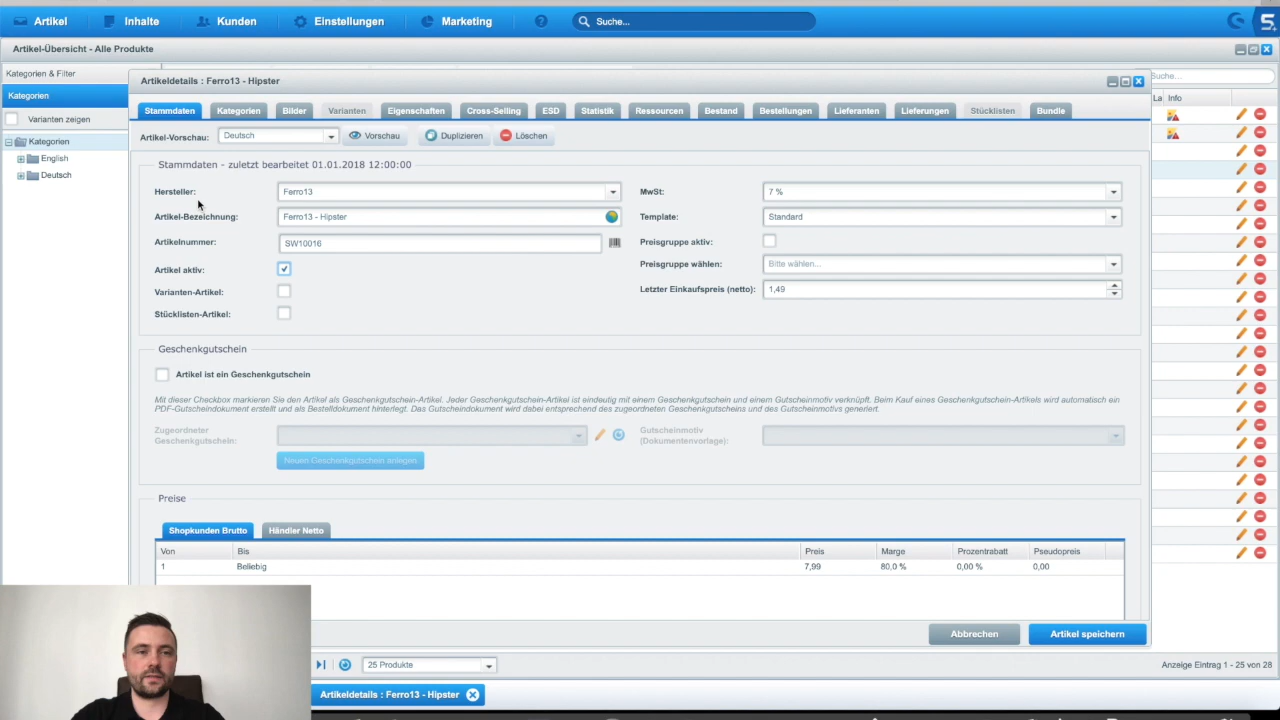 Artikel Inhalte Kunden Einstellungen Marketing Suche...
Artikel-Übersicht - Alle Produkte
Kategorien & Filter
Suche...
Kategorien
Varianten zeigen
Kategorien
English
Deutsch
La Info
Artikeldetails : Ferro13 - Hipster
Stammdaten Kategorien Bilder Varianten Eigenschaften Cross-Selling ESD Statistik Ressourcen Bestand Bestellungen Lieferanten Lieferungen Stücklisten Bundle
Artikel-Vorschau: Deutsch Vorschau Duplizieren Löschen
Stammdaten - zuletzt bearbeitet 01.01.2018 12:00:00
Hersteller: Ferro13 MwSt: 7 %
Artikel-Bezeichnung: Ferro13 - Hipster Template: Standard
Artikelnummer: SW10016 Preisgruppe aktiv:
Preisgruppe wählen: Bitte wählen...
Artikel aktiv:
Letzter Einkaufspreis (netto): 1,49
Varianten-Artikel:
Stücklisten-Artikel:
Geschenkgutschein
Artikel ist ein Geschenkgutschein
Mit dieser Checkbox markieren Sie den Artikel als Geschenkgutschein-Artikel. Jeder Geschenkgutschein-Artikel ist eindeutig mit einem Geschenkgutschein und einem Gutscheinmotiv verknüpft. Beim Kauf eines Geschenkgutschein-Artikels wird automatisch ein
PDF-Gutscheindokument erstellt und als Bestelldokument hinterlegt. Das Gutscheindokument wird dabei entsprechend des zugeordneten Geschenkgutscheins und des Gutscheinmotivs generiert.
Zugeordneter
Geschenkgutschein:
Gutscheinmotiv
(Dokumentenvorlage):
Neuen Geschenkgutschein anlegen
Preise
Shopkunden Brutto Händler Netto
Von Bis Preis Marge Prozentrabatt Pseudopreis
1 Beliebig 7,99 80,0 % 0,00 % 0,00
Abbrechen Artikel speichern
25 Produkte Anzeige Eintrag 1 - 25 von 28
Artikeldetails : Ferro13 - Hipster